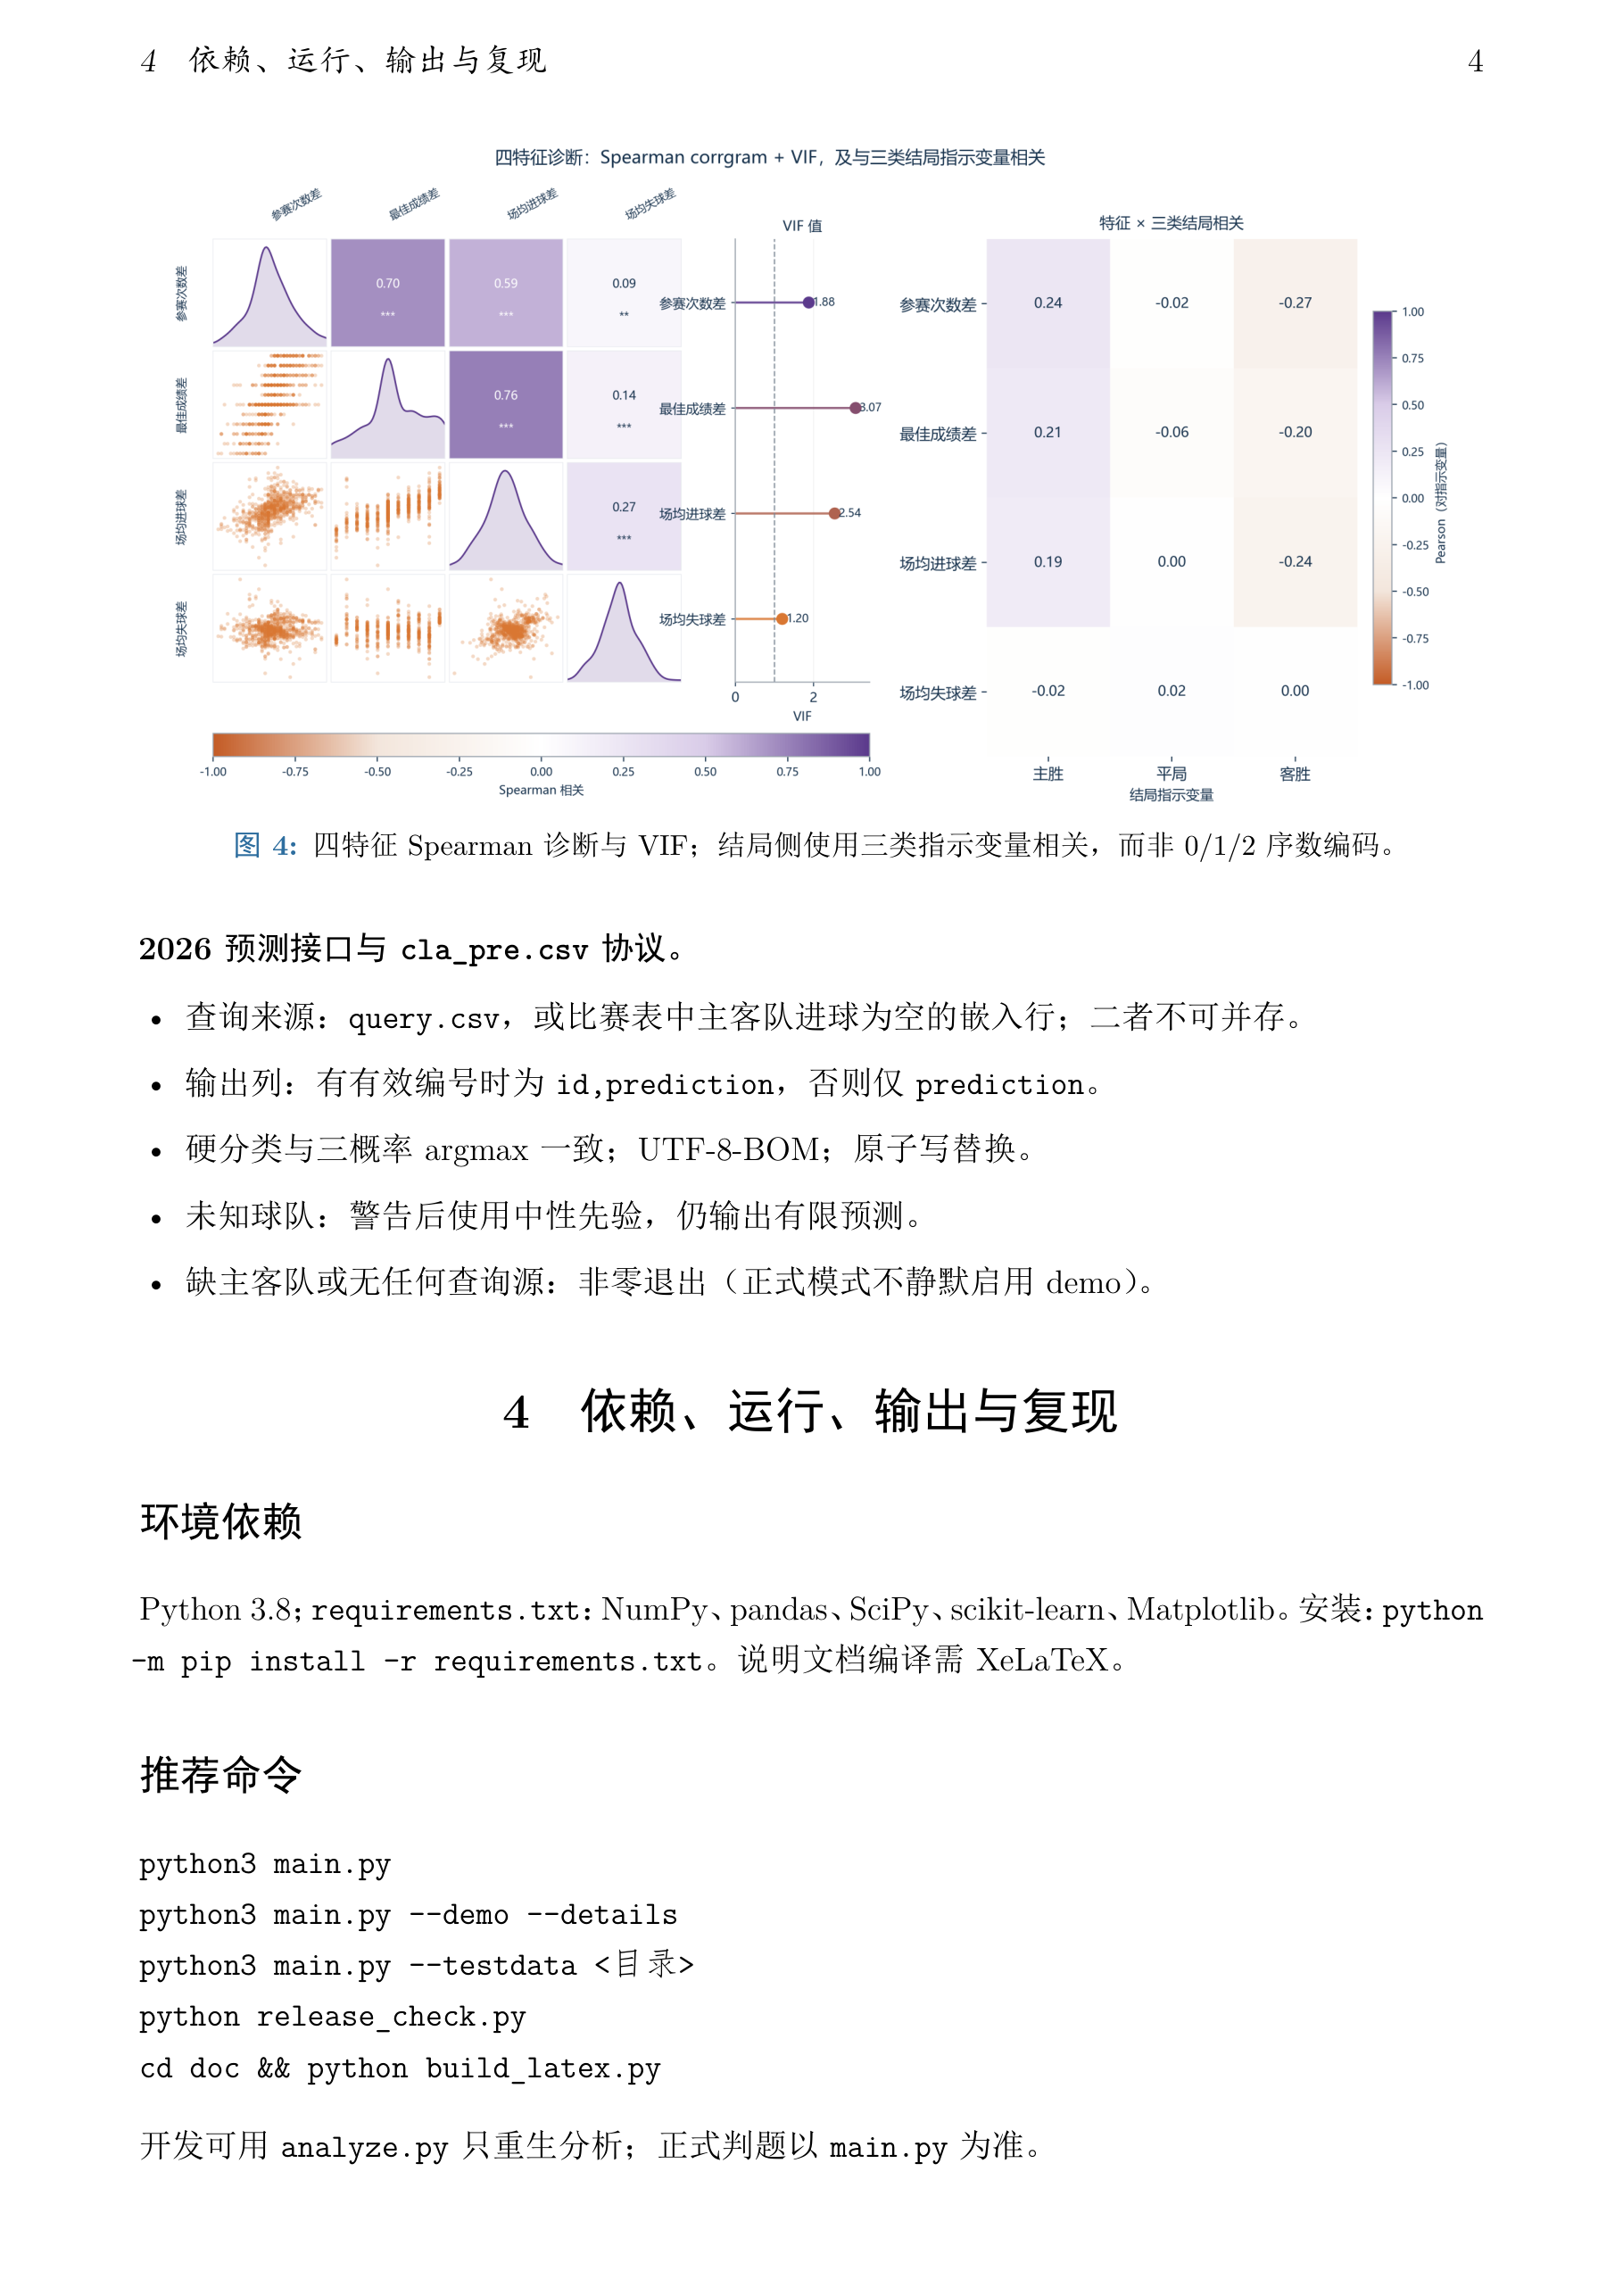 4 依赖、运行、输出与复现 4
四特征诊断：Spearman corrgram + VIF，及与三类结局指示变量相关
参赛次数差 最佳成绩差 场均进球差 场均失球差
参赛次数差
0.70 0.59 0.09
*** *** **
最佳成绩差
0.76 0.14
*** ***
场均进球差
0.27
***
场均失球差
-1.00 -0.75 -0.50 -0.25 0.00 0.25 0.50 0.75 1.00
Spearman 相关
VIF 值
参赛次数差 1.88
最佳成绩差 3.07
场均进球差 2.54
场均失球差 1.20
0 2
VIF
特征 × 三类结局相关
参赛次数差 0.24 -0.02 -0.27
最佳成绩差 0.21 -0.06 -0.20
场均进球差 0.19 0.00 -0.24
场均失球差 -0.02 0.02 0.00
主胜 平局 客胜
结局指示变量
1.00
0.75
0.50
0.25
0.00
-0.25
-0.50
-0.75
-1.00
Pearson（对指示变量）
图 4: 四特征 Spearman 诊断与 VIF；结局侧使用三类指示变量相关，而非 0/1/2 序数编码。
2026 预测接口与 cla_pre.csv 协议。
• 查询来源：query.csv，或比赛表中主客队进球为空的嵌入行；二者不可并存。
• 输出列：有有效编号时为 id,prediction，否则仅 prediction。
• 硬分类与三概率 argmax 一致；UTF-8-BOM；原子写替换。
• 未知球队：警告后使用中性先验，仍输出有限预测。
• 缺主客队或无任何查询源：非零退出（正式模式不静默启用 demo）。
4 依赖、运行、输出与复现
环境依赖
Python 3.8；requirements.txt：NumPy、pandas、SciPy、scikit-learn、Matplotlib。安装：python
-m pip install -r requirements.txt。说明文档编译需 XeLaTeX。
推荐命令
python3 main.py
python3 main.py --demo --details
python3 main.py --testdata <目录>
python release_check.py
cd doc && python build_latex.py
开发可用 analyze.py 只重生分析；正式判题以 main.py 为准。